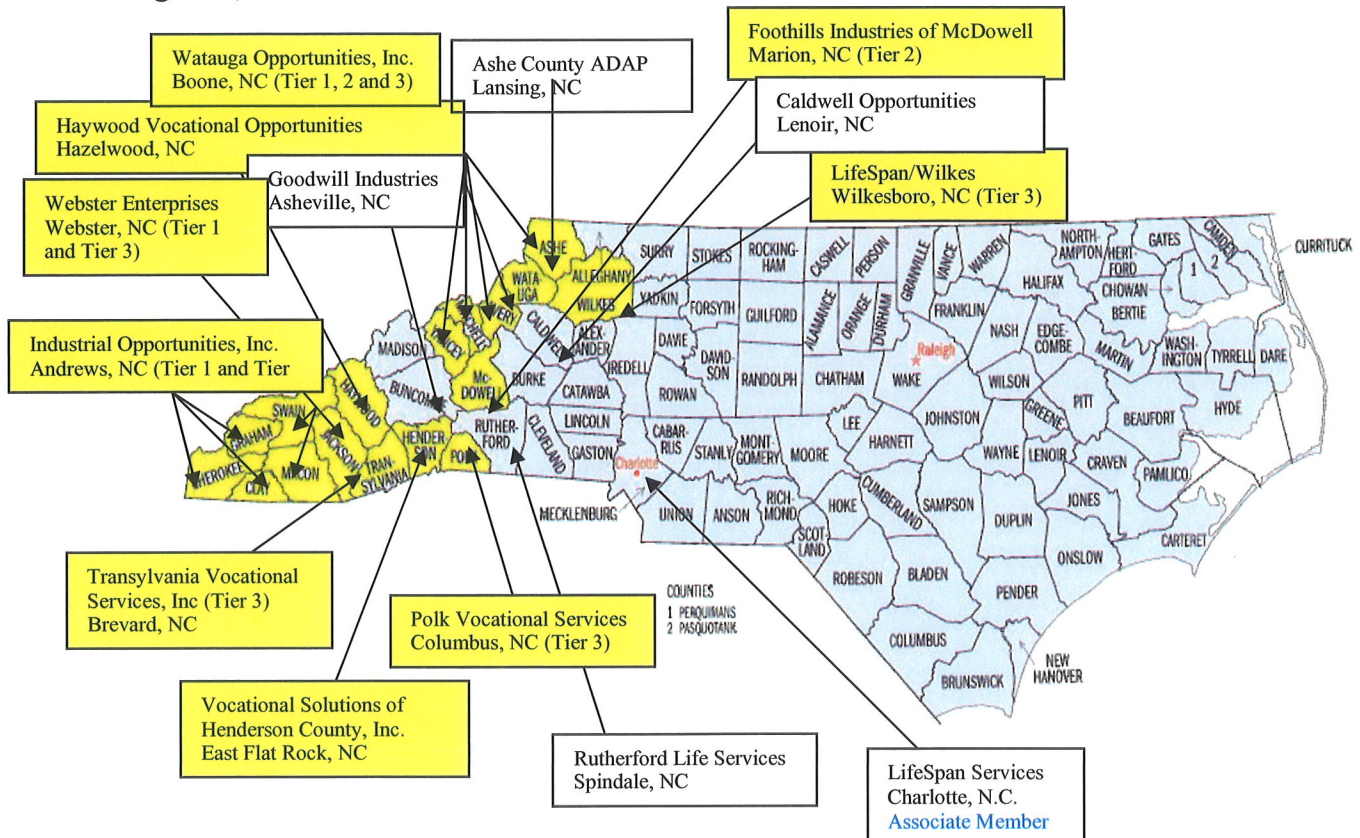 Watauga Opportunities, Inc.
Boone, NC (Tier 1, 2 and 3)
Ashe County ADAP
Lansing, NC
Foothills Industries of McDowell
Marion, NC (Tier 2)
Caldwell Opportunities
Lenoir, NC
Haywood Vocational Opportunities
Hazelwood, NC
Goodwill Industries
Asheville, NC
LifeSpan/Wilkes
Wilkesboro, NC (Tier 3)
Webster Enterprises
Webster, NC (Tier 1
and Tier 3)
Industrial Opportunities, Inc.
Andrews, NC (Tier 1 and Tier
ASHE
ALLEGHANY
SURRY
STOKES
ROCKING-
HAM
CASWELL
PERSON
GRANVILLE
VANCE
WARREN
NORTH-
AMPTON
HERT-
FORD
GATES
CAMDEN
CURRITUCK
1
2
WATA-
UGA
WILKES
YADKIN
FORSYTH
GUILFORD
ALAMANCE
ORANGE
DURHAM
FRANKLIN
HALIFAX
CHOWAN
BERTIE
MADISON
CALDWELL
ALEX-
ANDER
IREDELL
DAVIE
DAVID-
SON
RANDOLPH
CHATHAM
Raleigh
WAKE
NASH
EDGE-
COMBE
MARTIN
WASH-
INGTON
TYRRELL
DARE
HAYWOOD
Mc-
DOWELL
BURKE
CATAWBA
ROWAN
WILSON
PITT
BEAUFORT
HYDE
SWAIN
GRAHAM
JACKSON
HENDER
SON
RUTHER-
FORD
CLEVELAND
LINCOLN
GASTON
CABAR-
RUS
STANLY
MONT-
GOMERY
MOORE
LEE
HARNETT
JOHNSTON
GREENE
WAYNE
LENOIR
CRAVEN
PAMLICO
CLAY
MACON
TRAN-
SYLVANIA
Charlotte
MECKLENBURG
UNION
ANSON
RICH-
MOND
SCOT-
LAND
HOKE
CUMBERLAND
SAMPSON
DUPLIN
JONES
ONSLOW
CARTERET
ROBESON
BLADEN
PENDER
COLUMBUS
BRUNSWICK
NEW
HANOVER
COUNTIES
1 PERQUIMANS
2 PASQUOTANK
Transylvania Vocational
Services, Inc (Tier 3)
Brevard, NC
Polk Vocational Services
Columbus, NC (Tier 3)
Vocational Solutions of
Henderson County, Inc.
East Flat Rock, NC
Rutherford Life Services
Spindale, NC
LifeSpan Services
Charlotte, N.C.
Associate Member